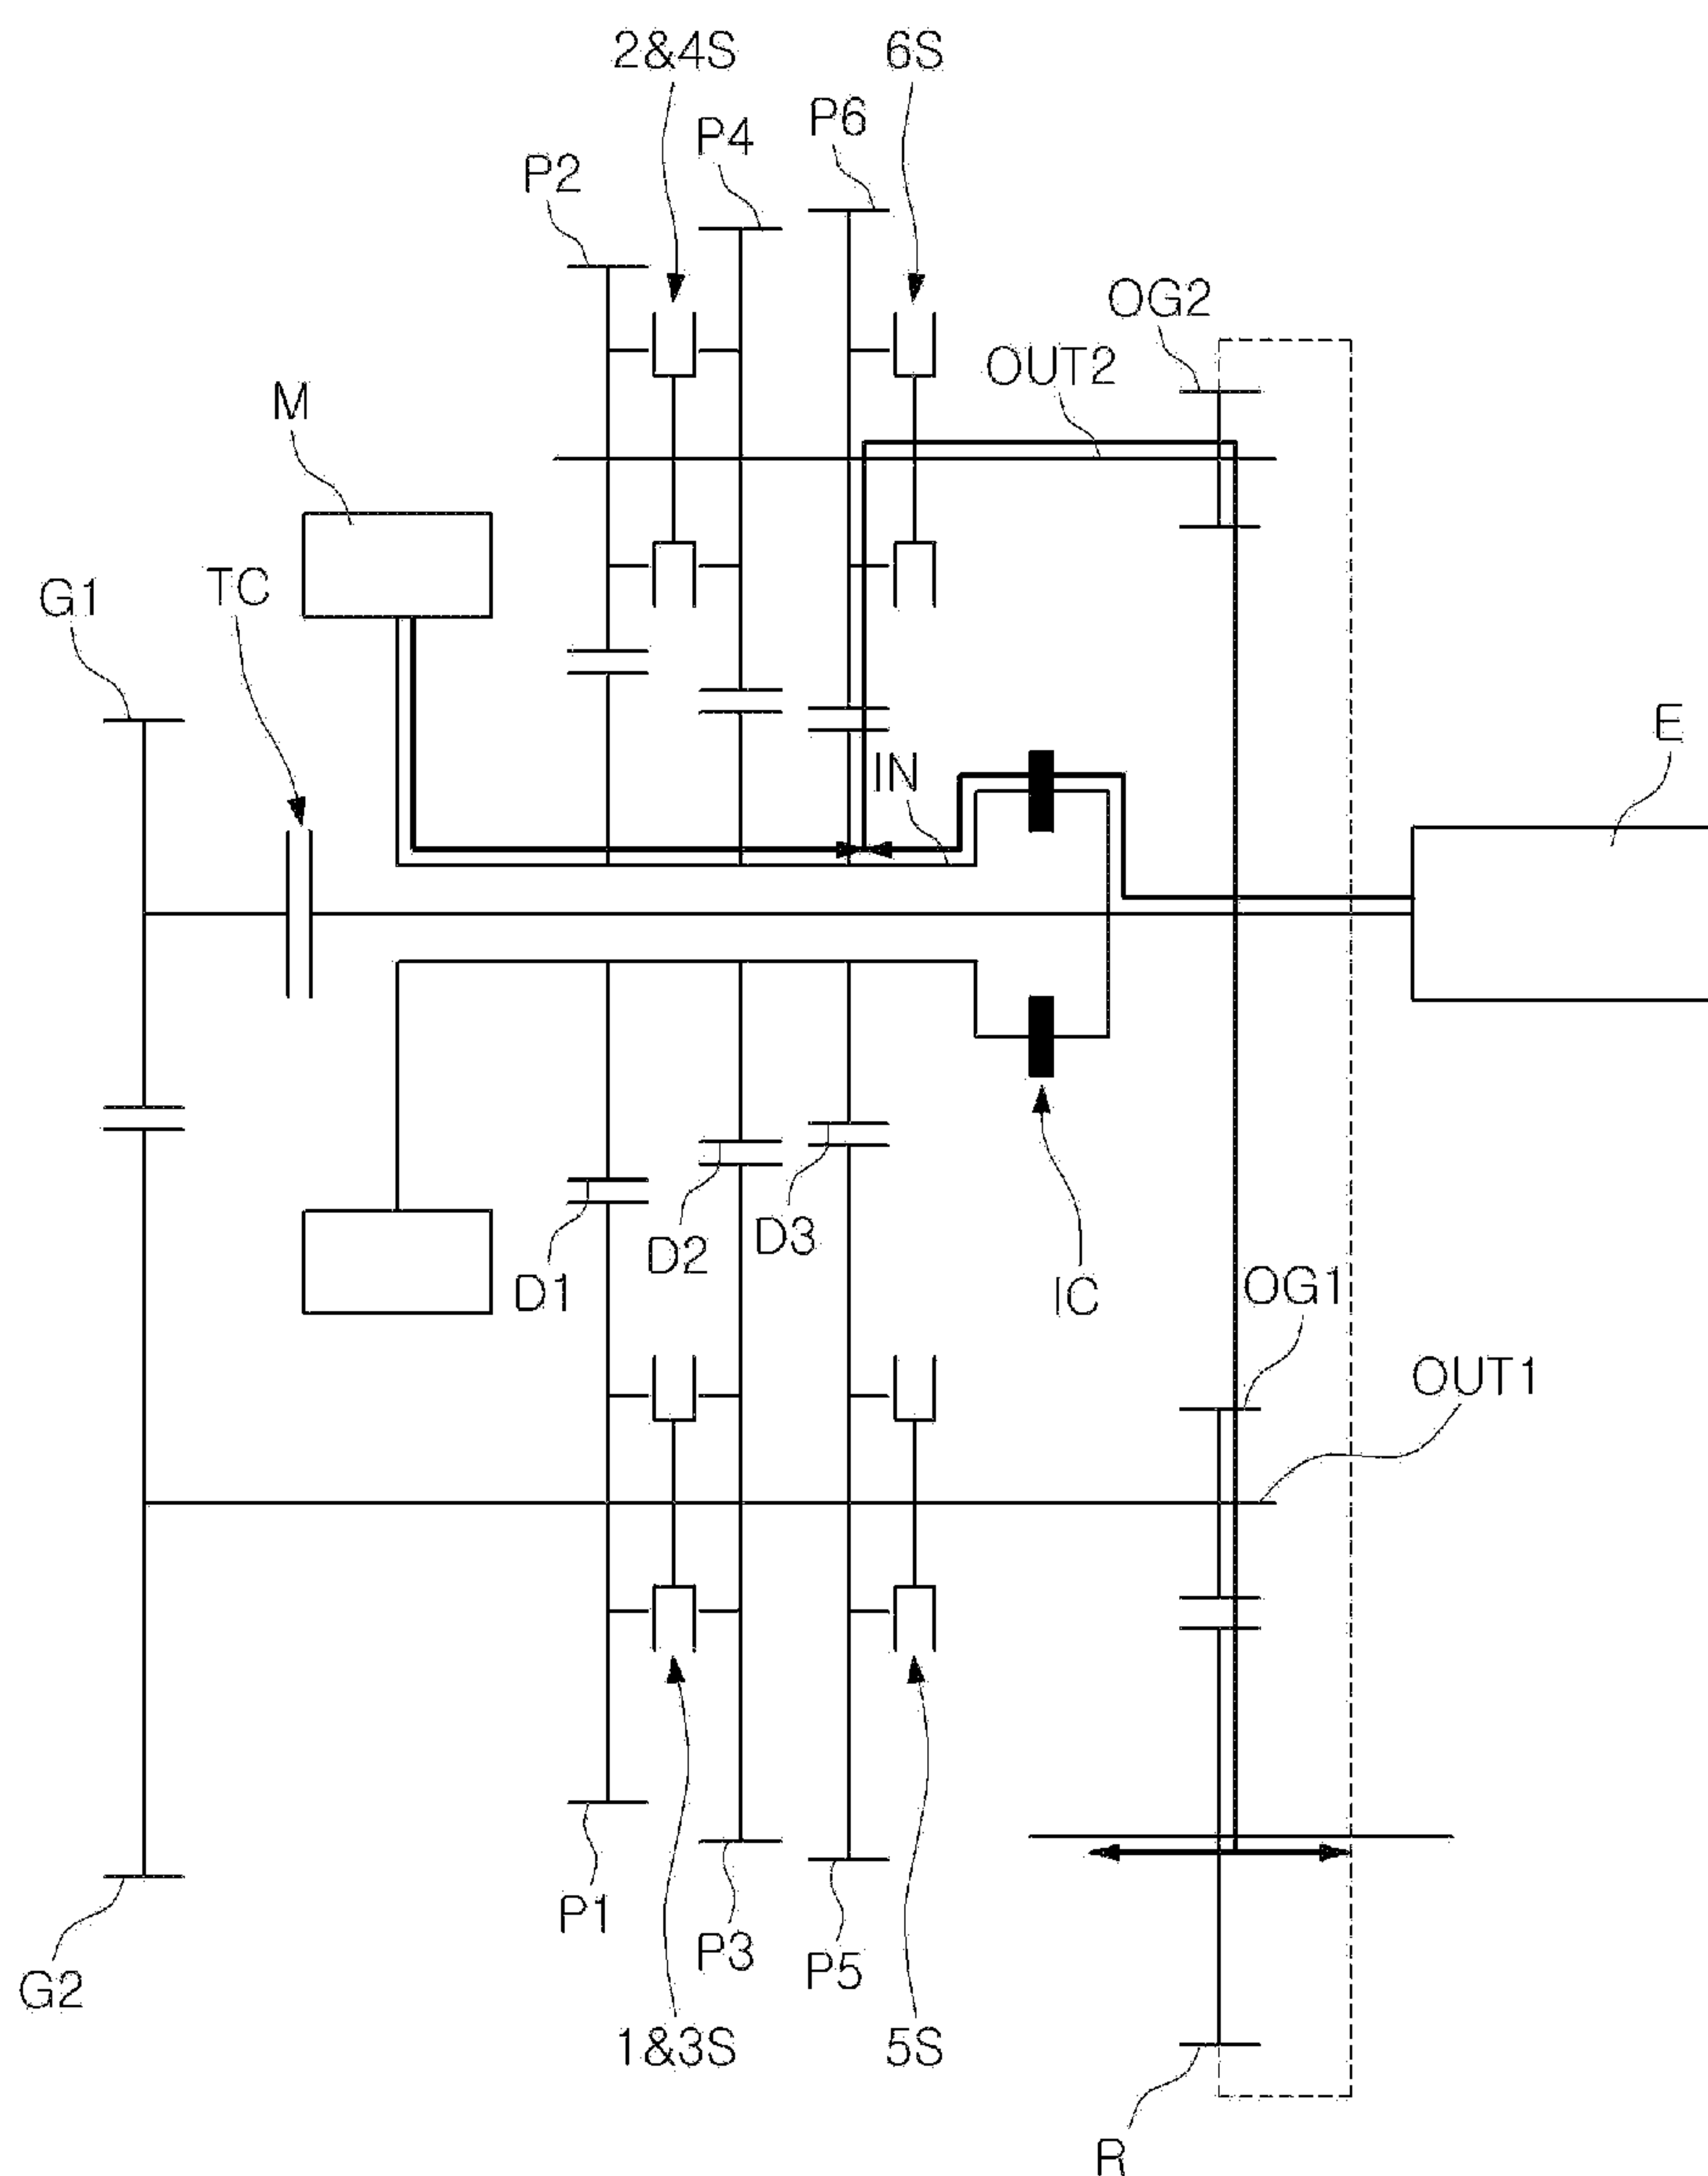 2&4S
6S
P6
P4
P2
OG2
OUT2
M
TC
G1
E
IN
D3
D2
D1
IC
OG1
OUT1
P1
P3
P5
G2
1&3S
5S
R